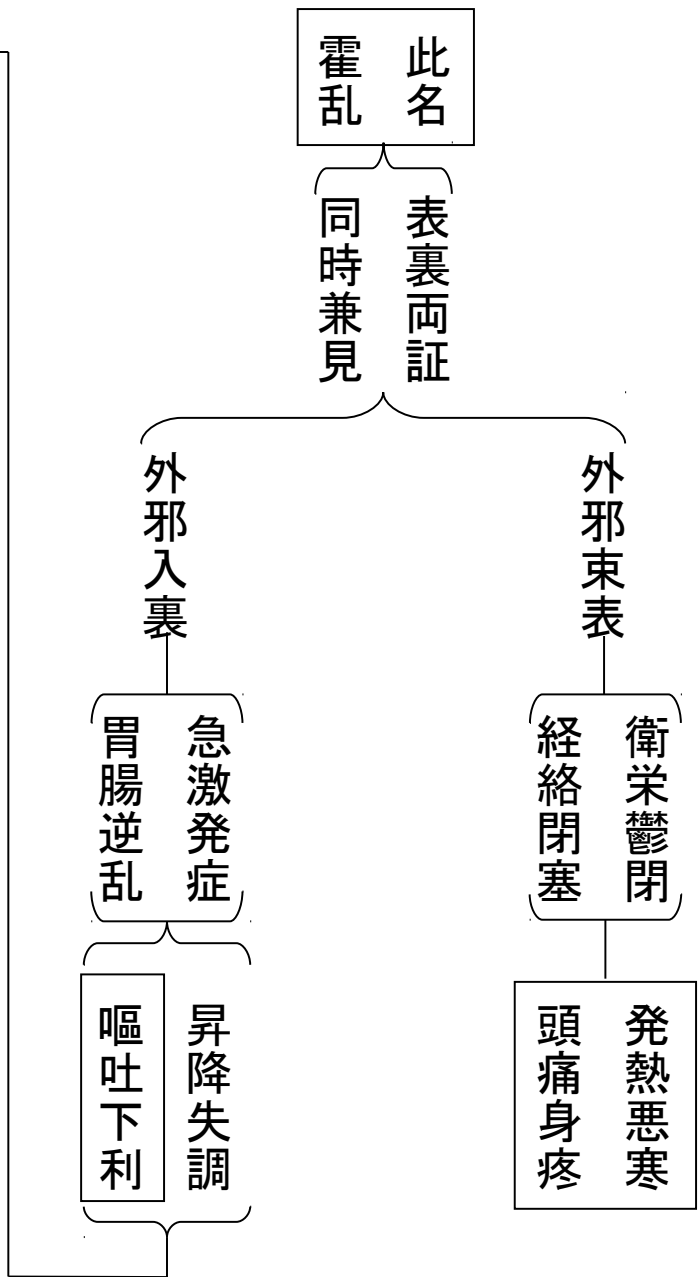 此名
霍乱
表裏両証
同時兼見
外邪束表
衛栄鬱閉
経絡閉塞
発熱悪寒
頭痛身疼
外邪入裏
急激発症
胃腸逆乱
昇降失調
嘔吐下利